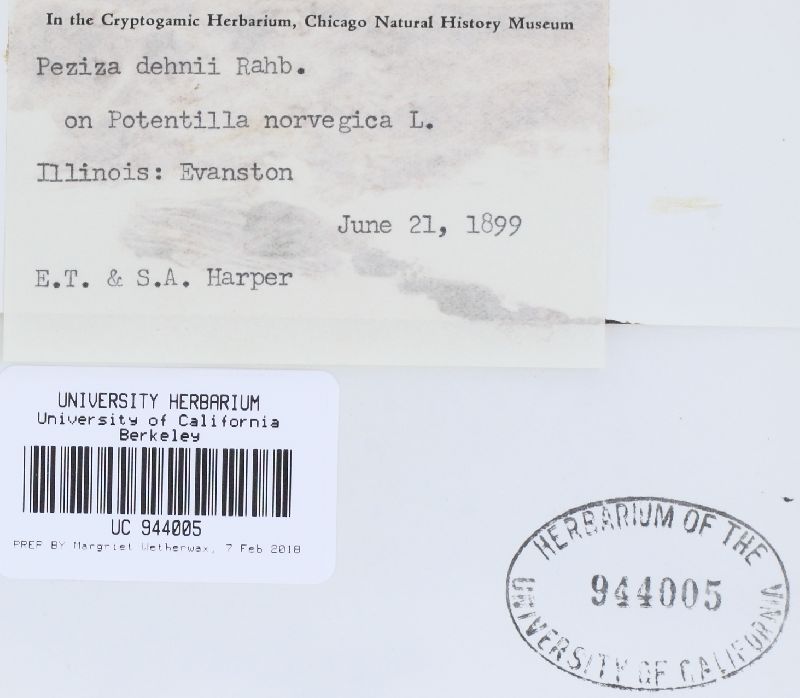 In the Cryptogamic Herbarium, Chicago Natural History Museum
Peziza dehnii Rahb.
on Potentilla norvegica L.
Illinois: Evanston
June 21, 1899
E.T. & S.A. Harper
UNIVERSITY HERBARIUM
University of California
Berkeley
UC 944005
PREP BY Margriet Wetherwax, 7 Feb 2018
HERBARIUM OF THE
944005
UNIVERSITY OF CALIFORNIA